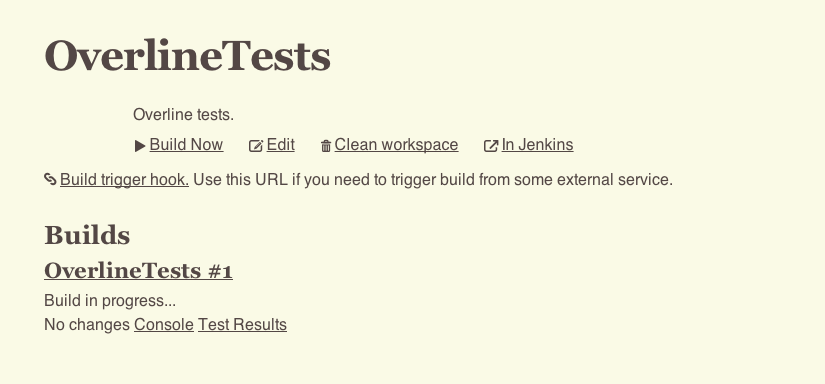 OverlineTests
Overline tests.
Build Now Edit Clean workspace In Jenkins
Build trigger hook. Use this URL if you need to trigger build from some external service.
Builds
OverlineTests #1
Build in progress...
No changes Console Test Results